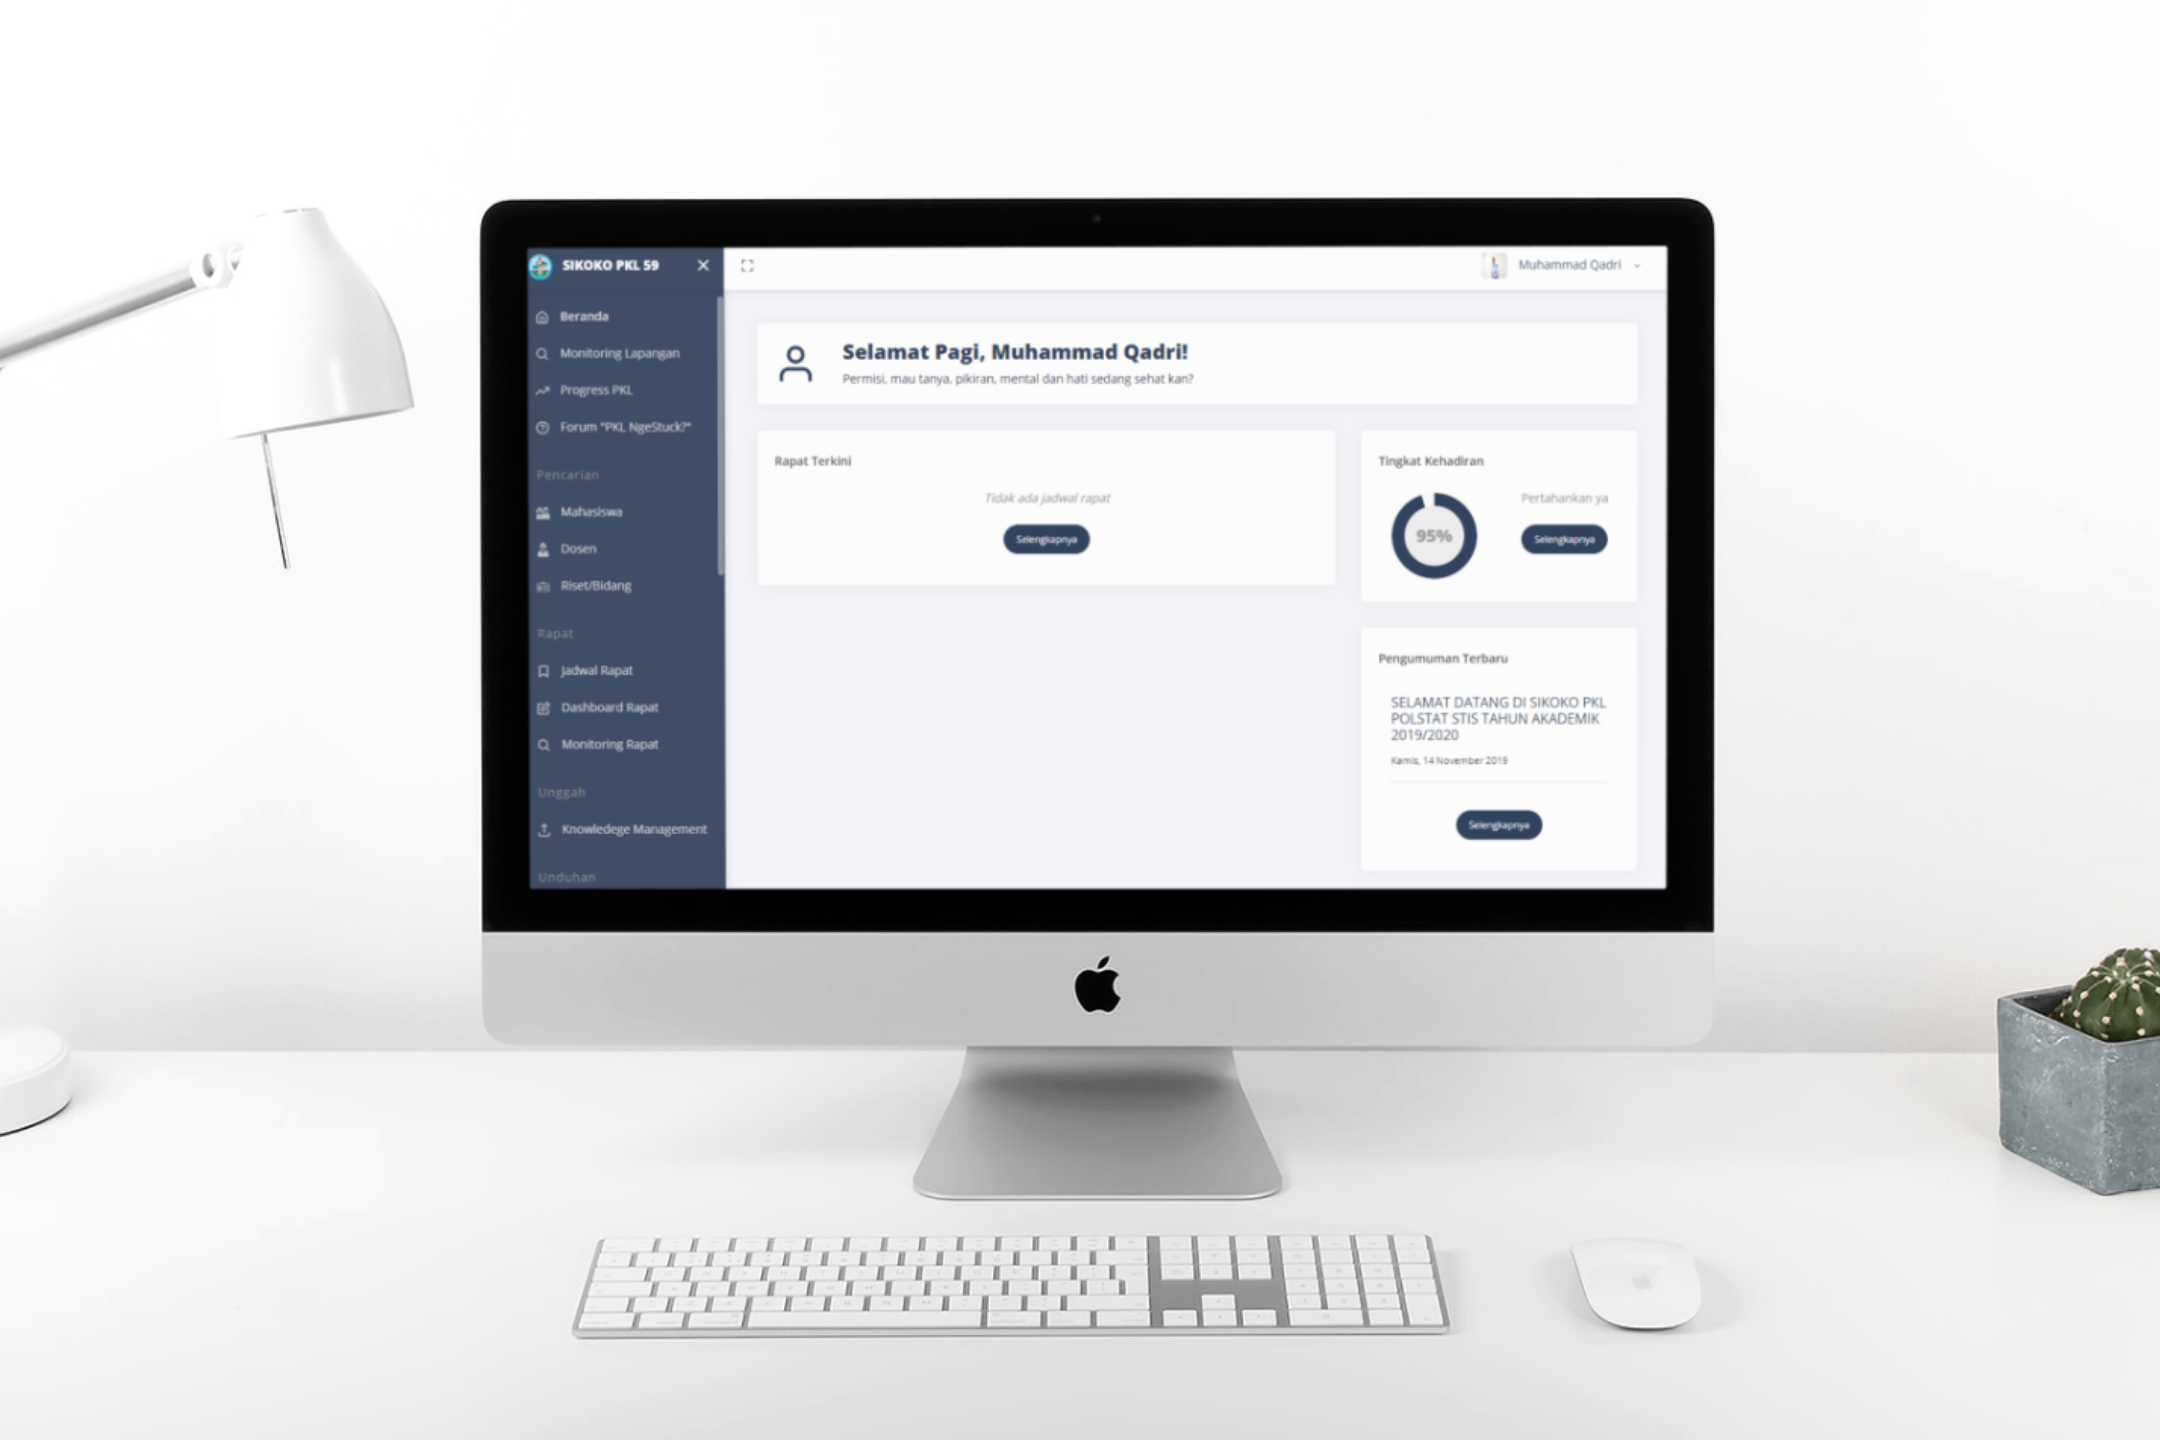 SIKOKO PKL 59
Muhammad Qadri
Beranda
Monitoring Lapangan
Progress PKL
Forum "PKL NgeStuck?"
Pencarian
Mahasiswa
Dosen
Riset/Bidang
Rapat
Jadwal Rapat
Dashboard Rapat
Monitoring Rapat
Unggah
Knowledege Management
Unduhan
Selamat Pagi, Muhammad Qadri!
Permisi, mau tanya, pikiran, mental dan hati sedang sehat kan?
Rapat Terkini
Tidak ada jadwal rapat
Selengkapnya
Tingkat Kehadiran
95%
Pertahankan ya
Selengkapnya
Pengumuman Terbaru
SELAMAT DATANG DI SIKOKO PKL
POLSTAT STIS TAHUN AKADEMIK
2019/2020
Kamis, 14 November 2019
Selengkapnya